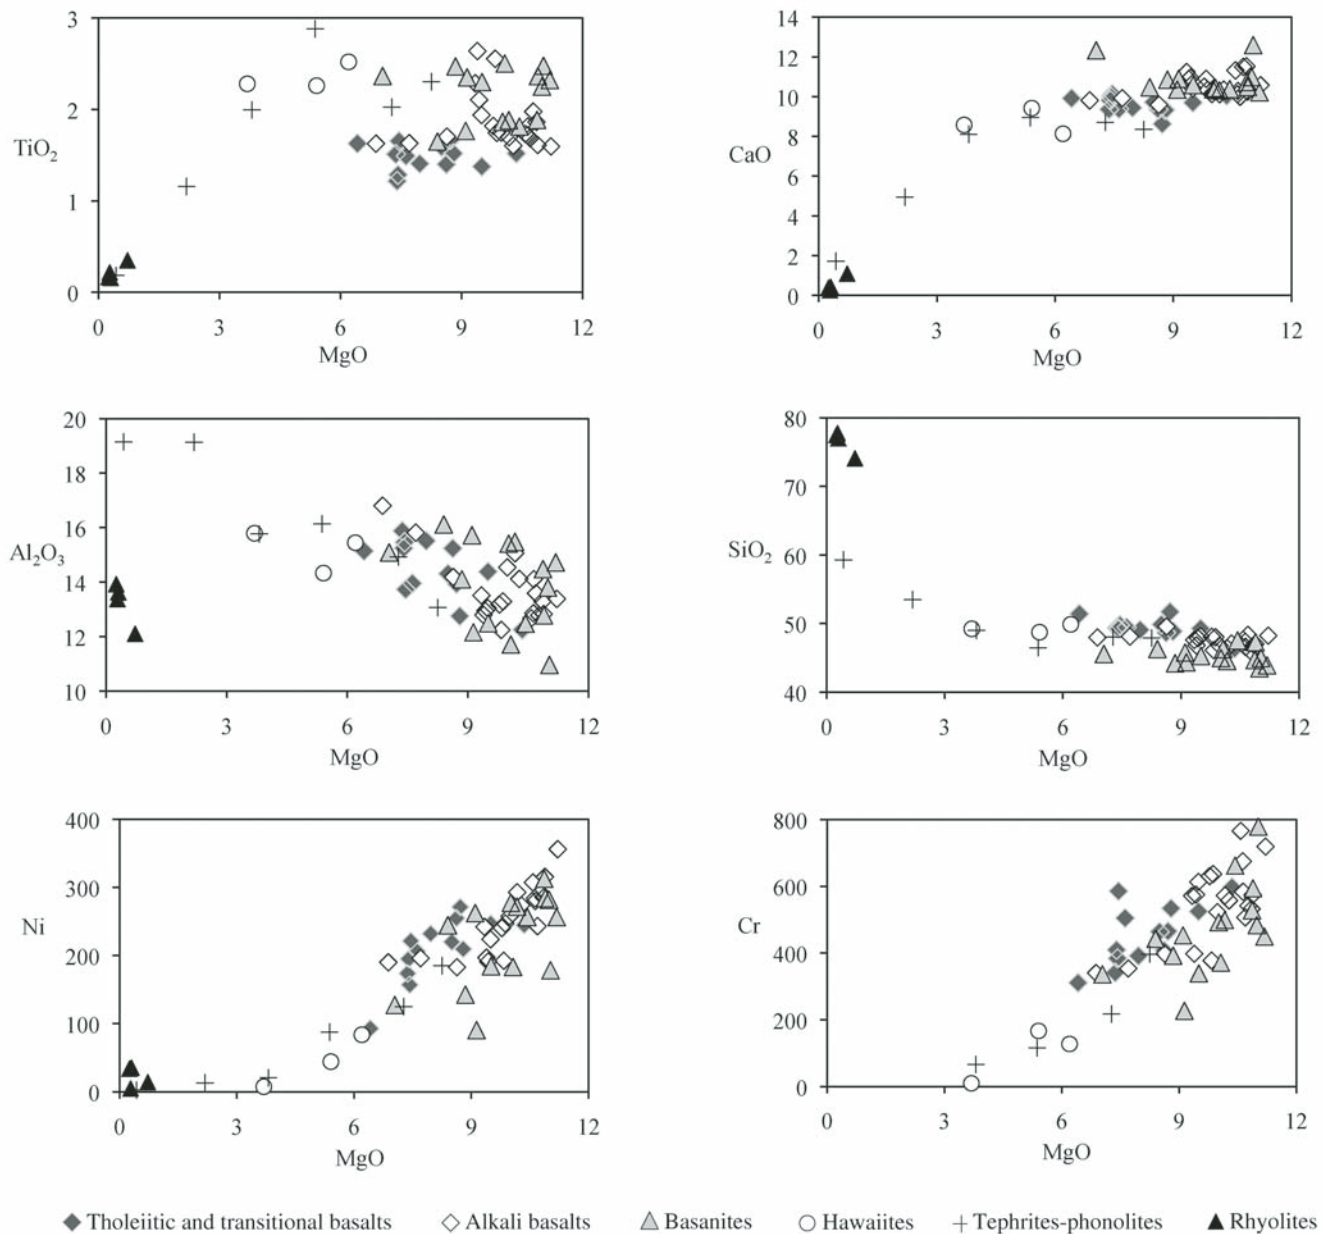 3
2
TiO2
1
0
0 3 6 9 12
MgO
14
12
10
8
CaO
6
4
2
0
0 3 6 9 12
MgO
20
18
16
Al2O3
14
12
10
0 3 6 9 12
MgO
80
70
SiO2
60
50
40
0 3 6 9 12
MgO
400
300
Ni
200
100
0
0 3 6 9 12
MgO
800
600
Cr
400
200
0
0 3 6 9 12
MgO
Tholeiitic and transitional basalts Alkali basalts Basanites Hawaiites Tephrites-phonolites Rhyolites